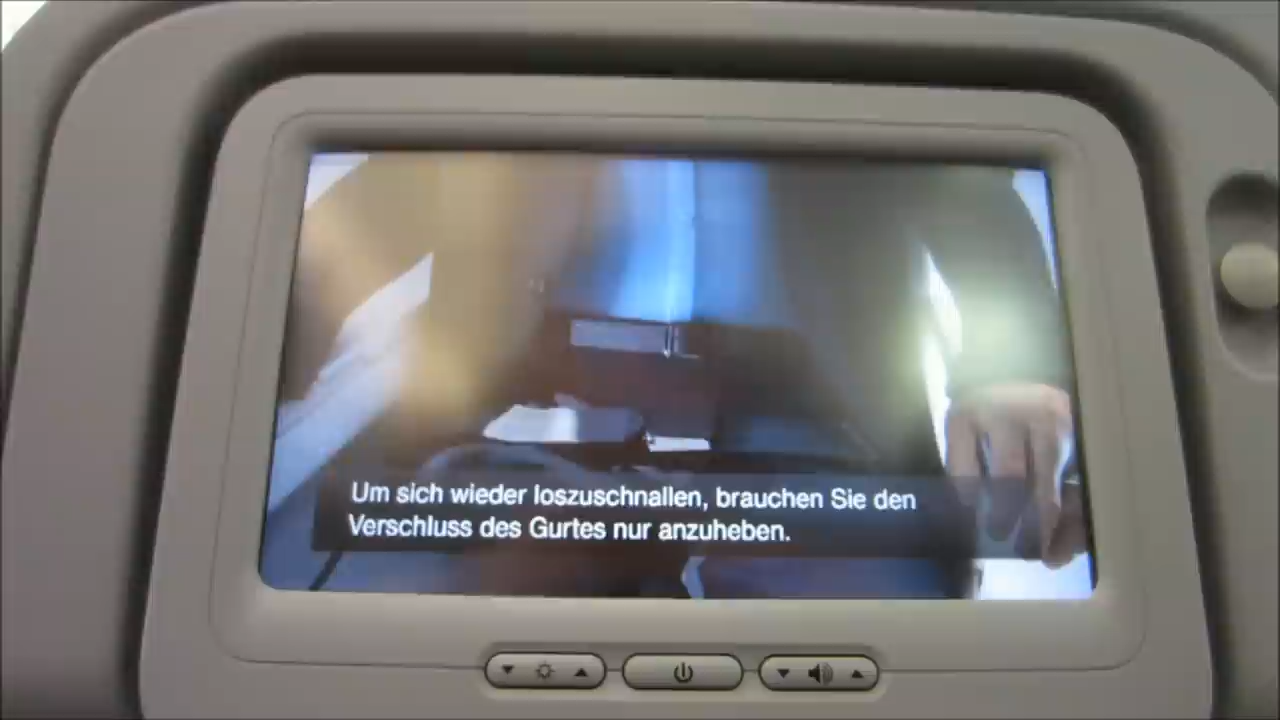 Um sich wieder loszuschnallen, brauchen Sie den
Verschluss des Gurtes nur anzuheben.